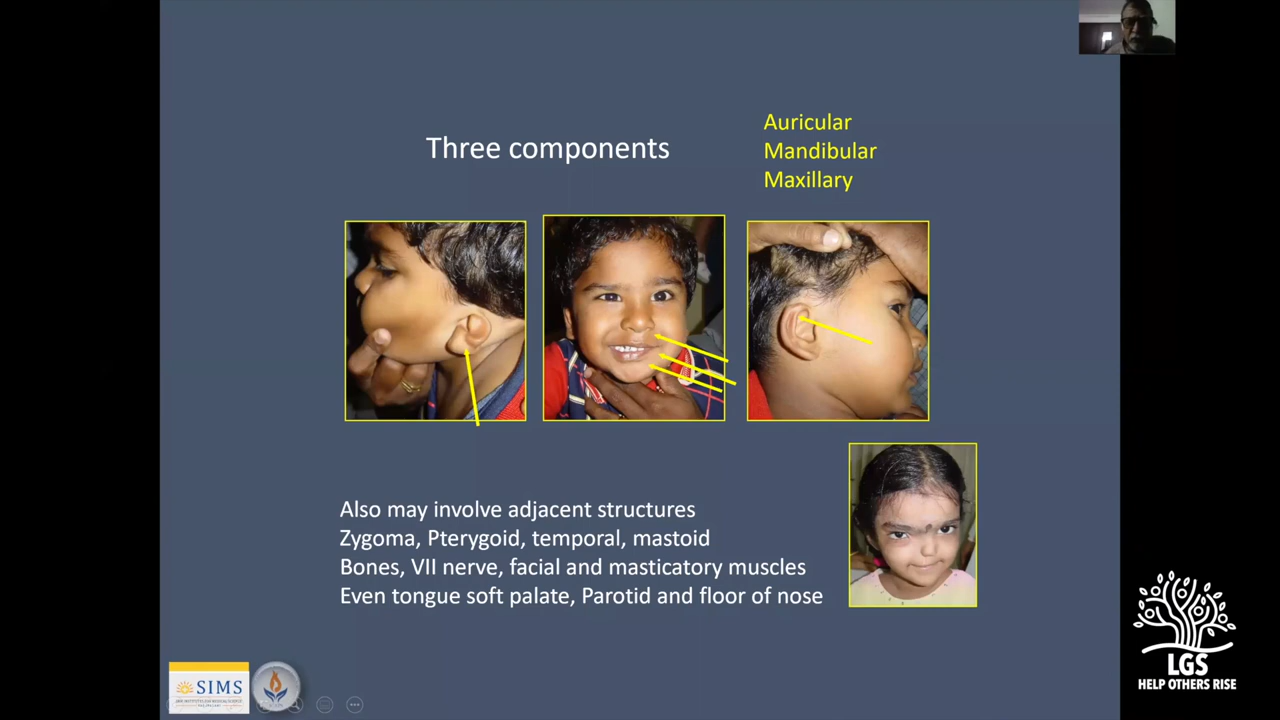 Three components
Auricular
Mandibular
Maxillary
Also may involve adjacent structures
Zygoma, Pterygoid, temporal, mastoid
Bones, VII nerve, facial and masticatory muscles
Even tongue soft palate, Parotid and floor of nose
SIMS
LGS
HELP OTHERS RISE